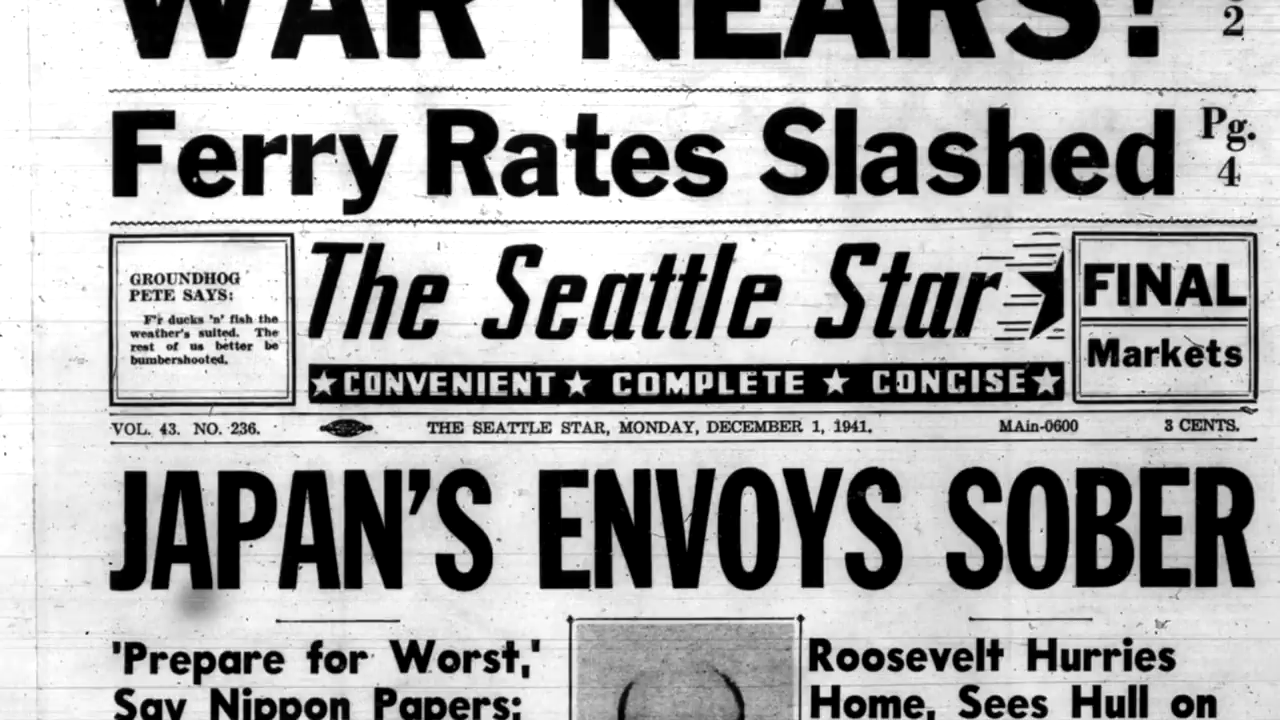 WAR NEARS!
2
Ferry Rates Slashed
Pg.
4
GROUNDHOG
PETE SAYS:
F'r ducks 'n' fish the
weather's suited. The
rest of us better be
bumbershooted.
The Seattle Star
★ CONVENIENT ★ COMPLETE ★ CONCISE ★
FINAL
Markets
VOL. 43. NO. 236.
THE SEATTLE STAR, MONDAY, DECEMBER 1, 1941.
MAin-0600
3 CENTS.
JAPAN'S ENVOYS SOBER
'Prepare for Worst,'
Say Nippon Papers;
Roosevelt Hurries
Home, Sees Hull on